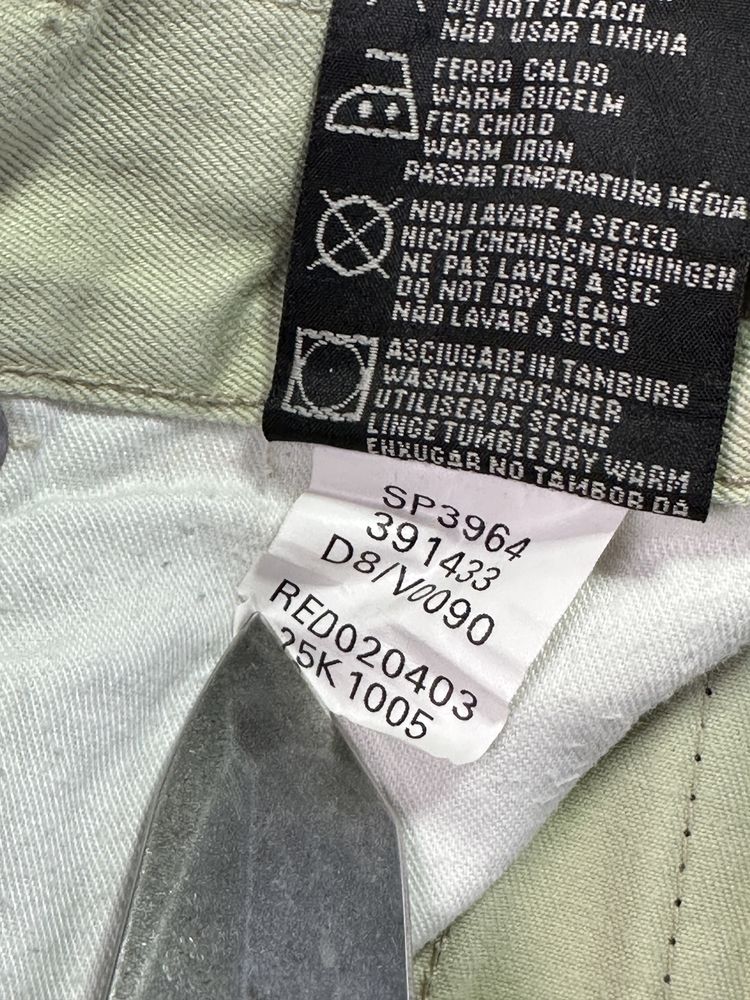 DO NOT BLEACH
NÃO USAR LIXIVIA
FERRO CALDO
WARM BUGELM
FER CHOLD
WARM IRON
PASSAR TEMPERATURA MÉDIA
NON LAVARE A SECCO
NICHT CHEMISCH REIHINGEN
NE PAS LAVER A SEC
DO NOT DRY CLEAN
NÃO LAVAR A SECO
ASCIUGARE IN TAMBURO
WASHENTROCKHER
UTILISER DE SECHE
LINGE TUMBLE DRY WARM
ENXUGAR NO TAMBOR DA
SP3964
391433
D8/V0090
RED020403
25K1005